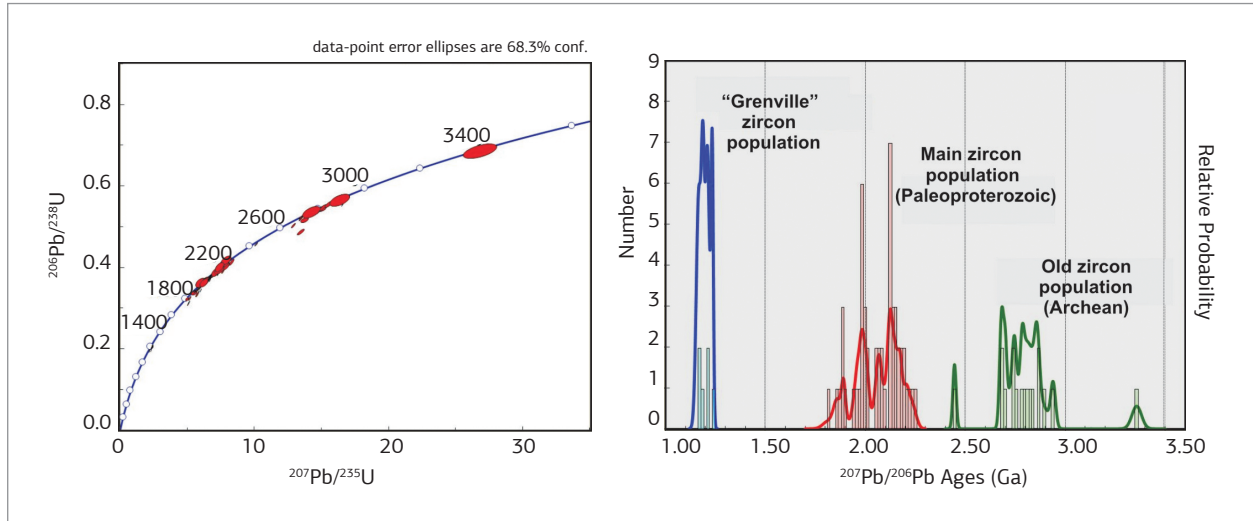 data-point error ellipses are 68.3% conf.
0.8
0.6
0.4
0.2
0.0
²⁰⁶Pb/²³⁸U
3400
3000
2600
2200
1800
1400
0
10
20
30
²⁰⁷Pb/²³⁵U
9
8
7
6
5
4
3
2
1
0
Number
“Grenville”
zircon
population
Main zircon
population
(Paleoproterozoic)
Old zircon
population
(Archean)
Relative Probability
1.00
1.50
2.00
2.50
3.00
3.50
²⁰⁷Pb/²⁰⁶Pb Ages (Ga)